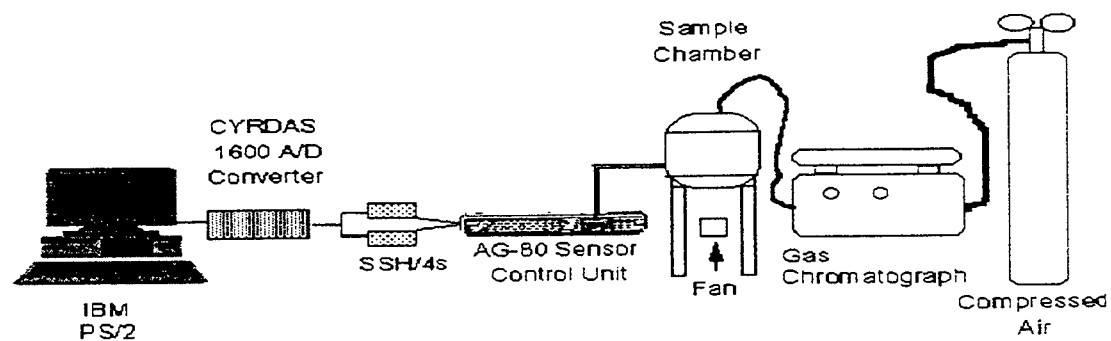 Sample
Chamber
CYRDAS
1600 A/D
Converter
SSH/4s
AG-80 Sensor
Control Unit
Fan
Gas
Chromatograph
Compressed
Air
IBM
PS/2